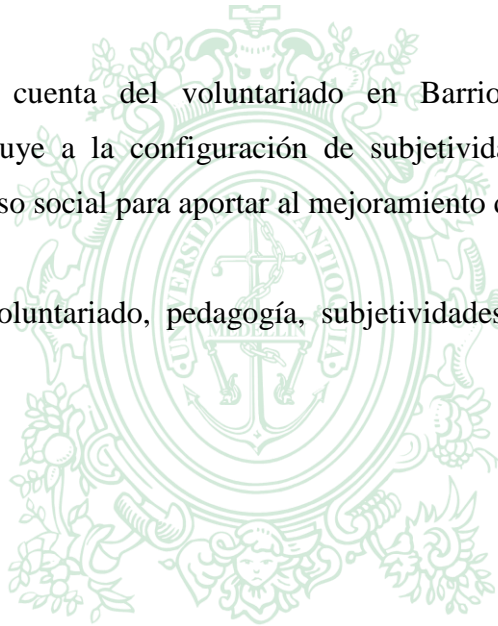 cuenta del voluntariado en Barrio
uye a la configuración de subjetivida
so social para aportar al mejoramiento
oluntariado, pedagogía, subjetividades,